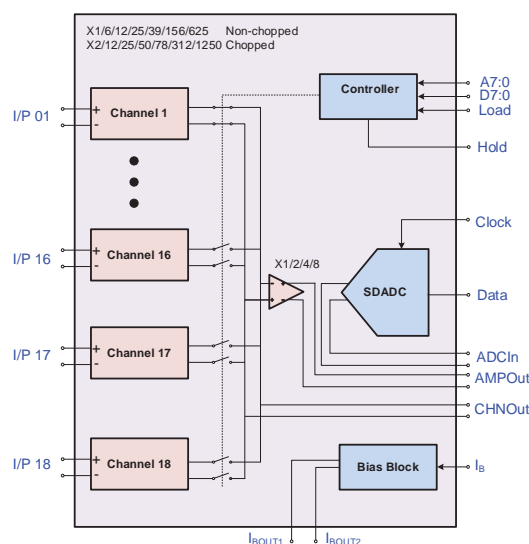 X1/6/12/25/39/156/625 Non-chopped
X2/12/25/50/78/312/1250 Chopped
I/P 01
+
-
Channel 1
Controller
A7:0
D7:0
Load
Hold
I/P 16
+
-
Channel 16
X1/2/4/8
- +
+ -
SDADC
Clock
Data
I/P 17
+
-
Channel 17
ADCIn
AMPOut
CHNOut
I/P 18
+
-
Channel 18
Bias Block
IB
IBOUT1
IBOUT2